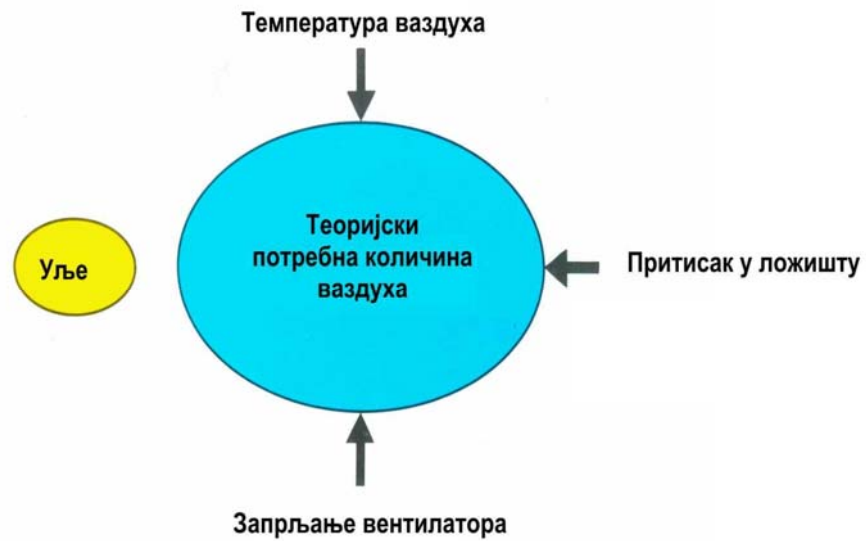 Температура ваздуха
Теоријски
потребна количина
ваздуха
Уље
Притисак у ложишту
Запрљање вентилатора